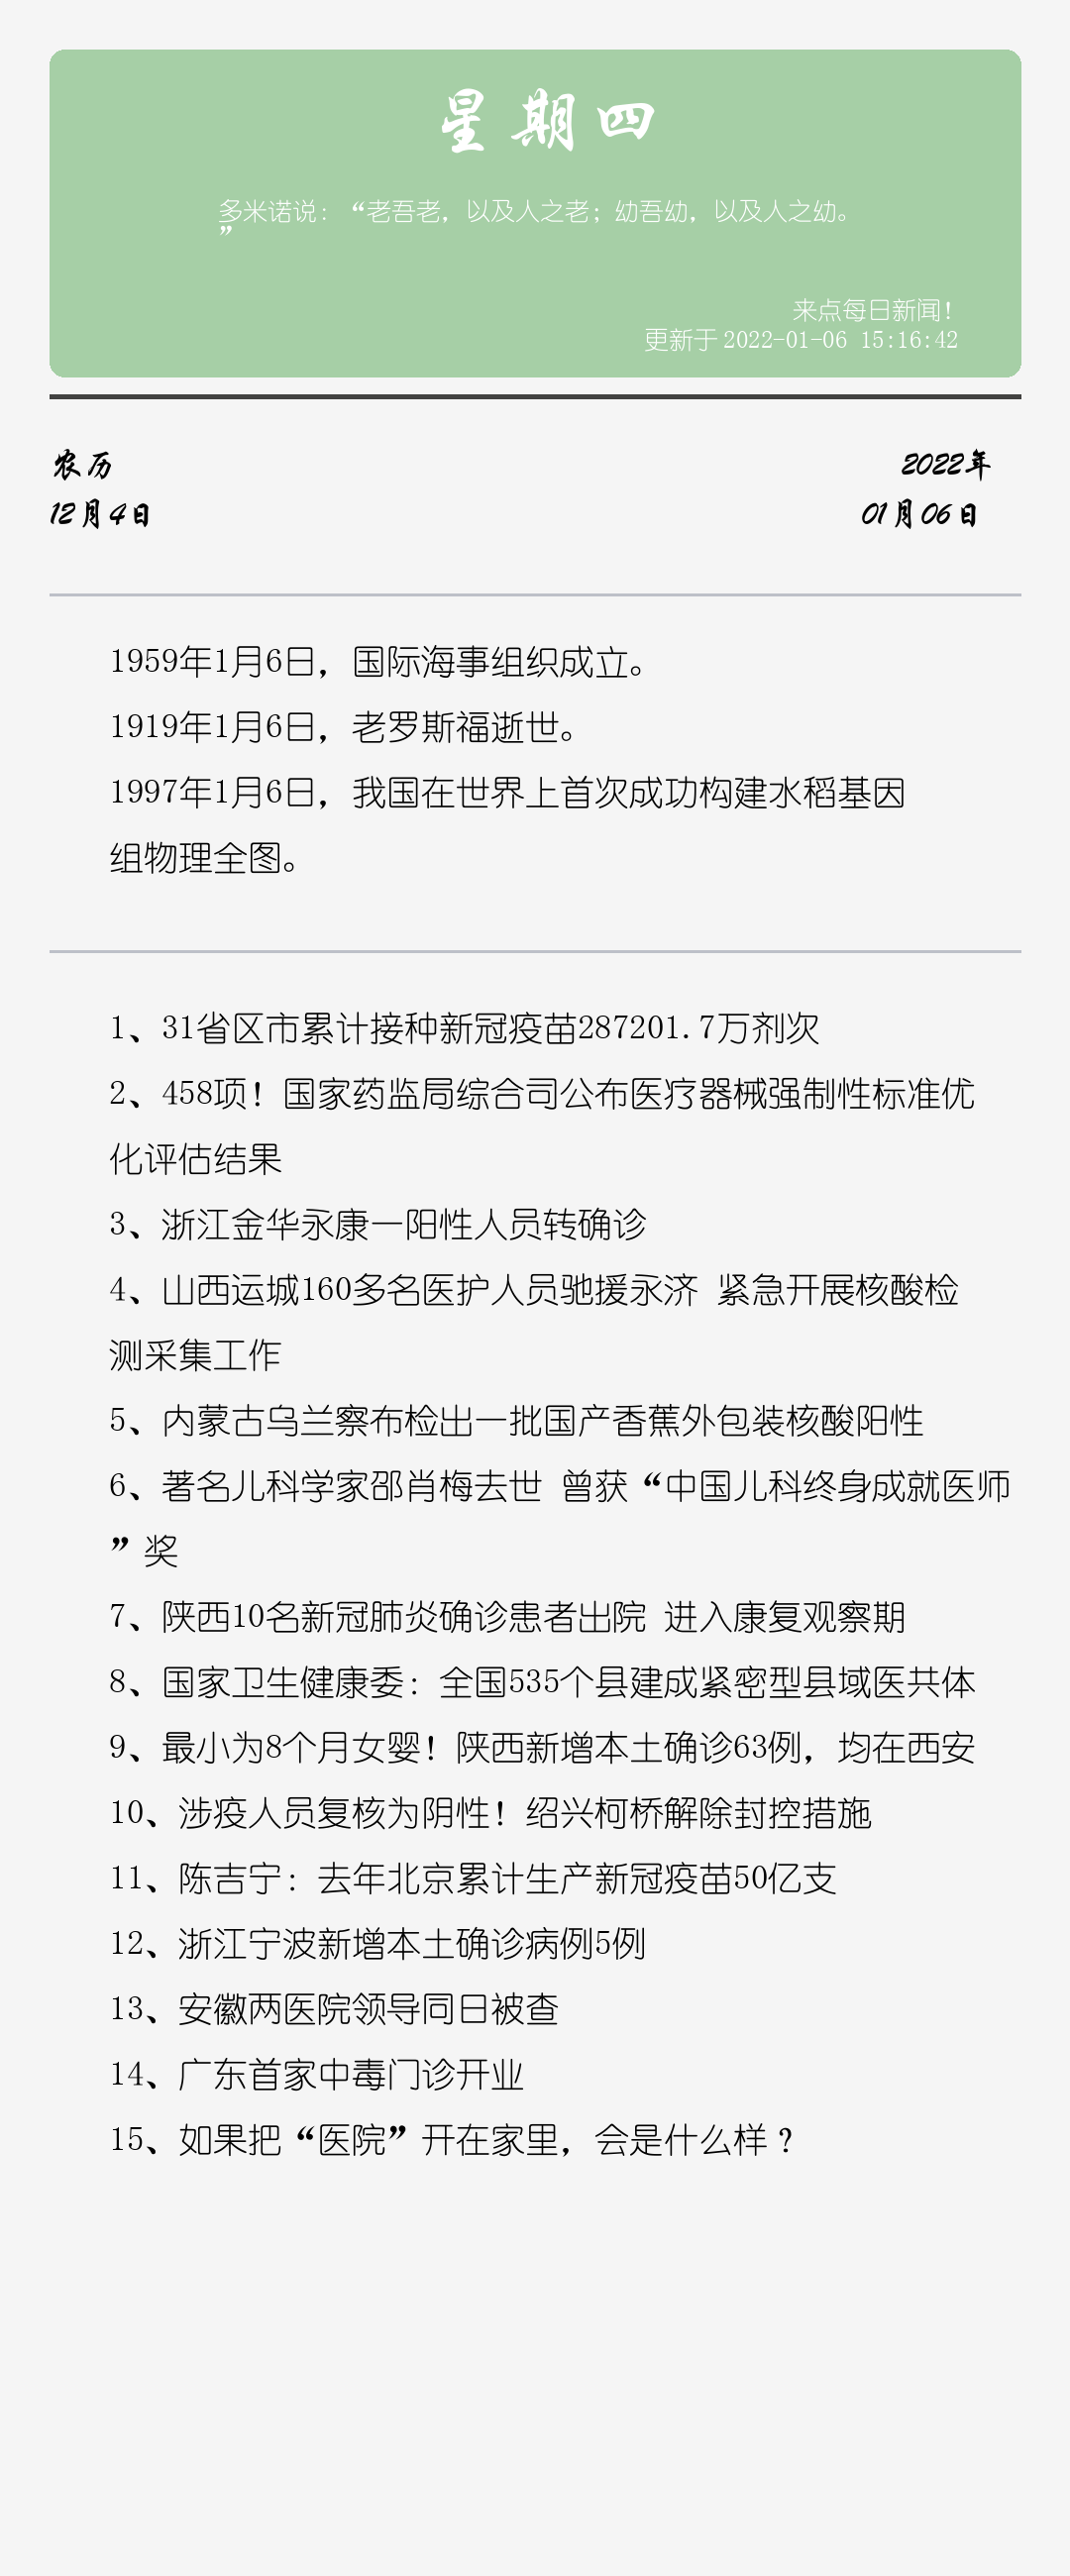 星期四
多米诺说：“老吾老，以及人之老；幼吾幼，以及人之幼。
”
来点每日新闻！
更新于2022-01-06 15:16:42
农历
2022年
12月4日
01月06日
1959年1月6日，国际海事组织成立。
1919年1月6日，老罗斯福逝世。
1997年1月6日，我国在世界上首次成功构建水稻基因
组物理全图。
1、31省区市累计接种新冠疫苗287201.7万剂次
2、458项！国家药监局综合司公布医疗器械强制性标准优
化评估结果
3、浙江金华永康一阳性人员转确诊
4、山西运城160多名医护人员驰援永济 紧急开展核酸检
测采集工作
5、内蒙古乌兰察布检出一批国产香蕉外包装核酸阳性
6、著名儿科学家邵肖梅去世 曾获“中国儿科终身成就医师
”奖
7、陕西10名新冠肺炎确诊患者出院 进入康复观察期
8、国家卫生健康委：全国535个县建成紧密型县域医共体
9、最小为8个月女婴！陕西新增本土确诊63例，均在西安
10、涉疫人员复核为阴性！绍兴柯桥解除封控措施
11、陈吉宁：去年北京累计生产新冠疫苗50亿支
12、浙江宁波新增本土确诊病例5例
13、安徽两医院领导同日被查
14、广东首家中毒门诊开业
15、如果把“医院”开在家里，会是什么样？